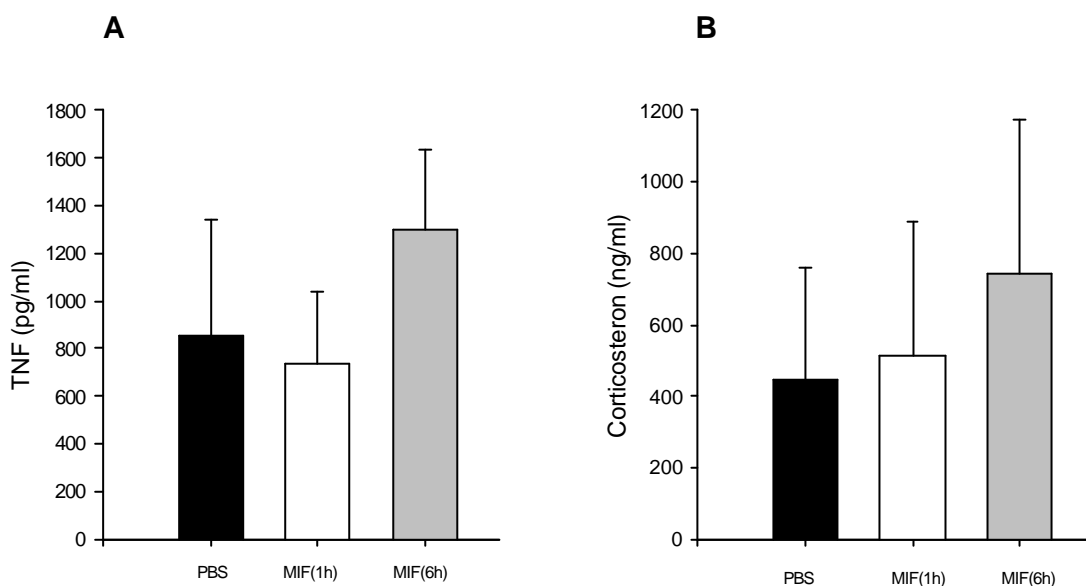 A
TNF (pg/ml)
1800
1600
1400
1200
1000
800
600
400
200
0
PBS
MIF(1h)
MIF(6h)
B
Corticosteron (ng/ml)
1200
1000
800
600
400
200
0
PBS
MIF(1h)
MIF(6h)